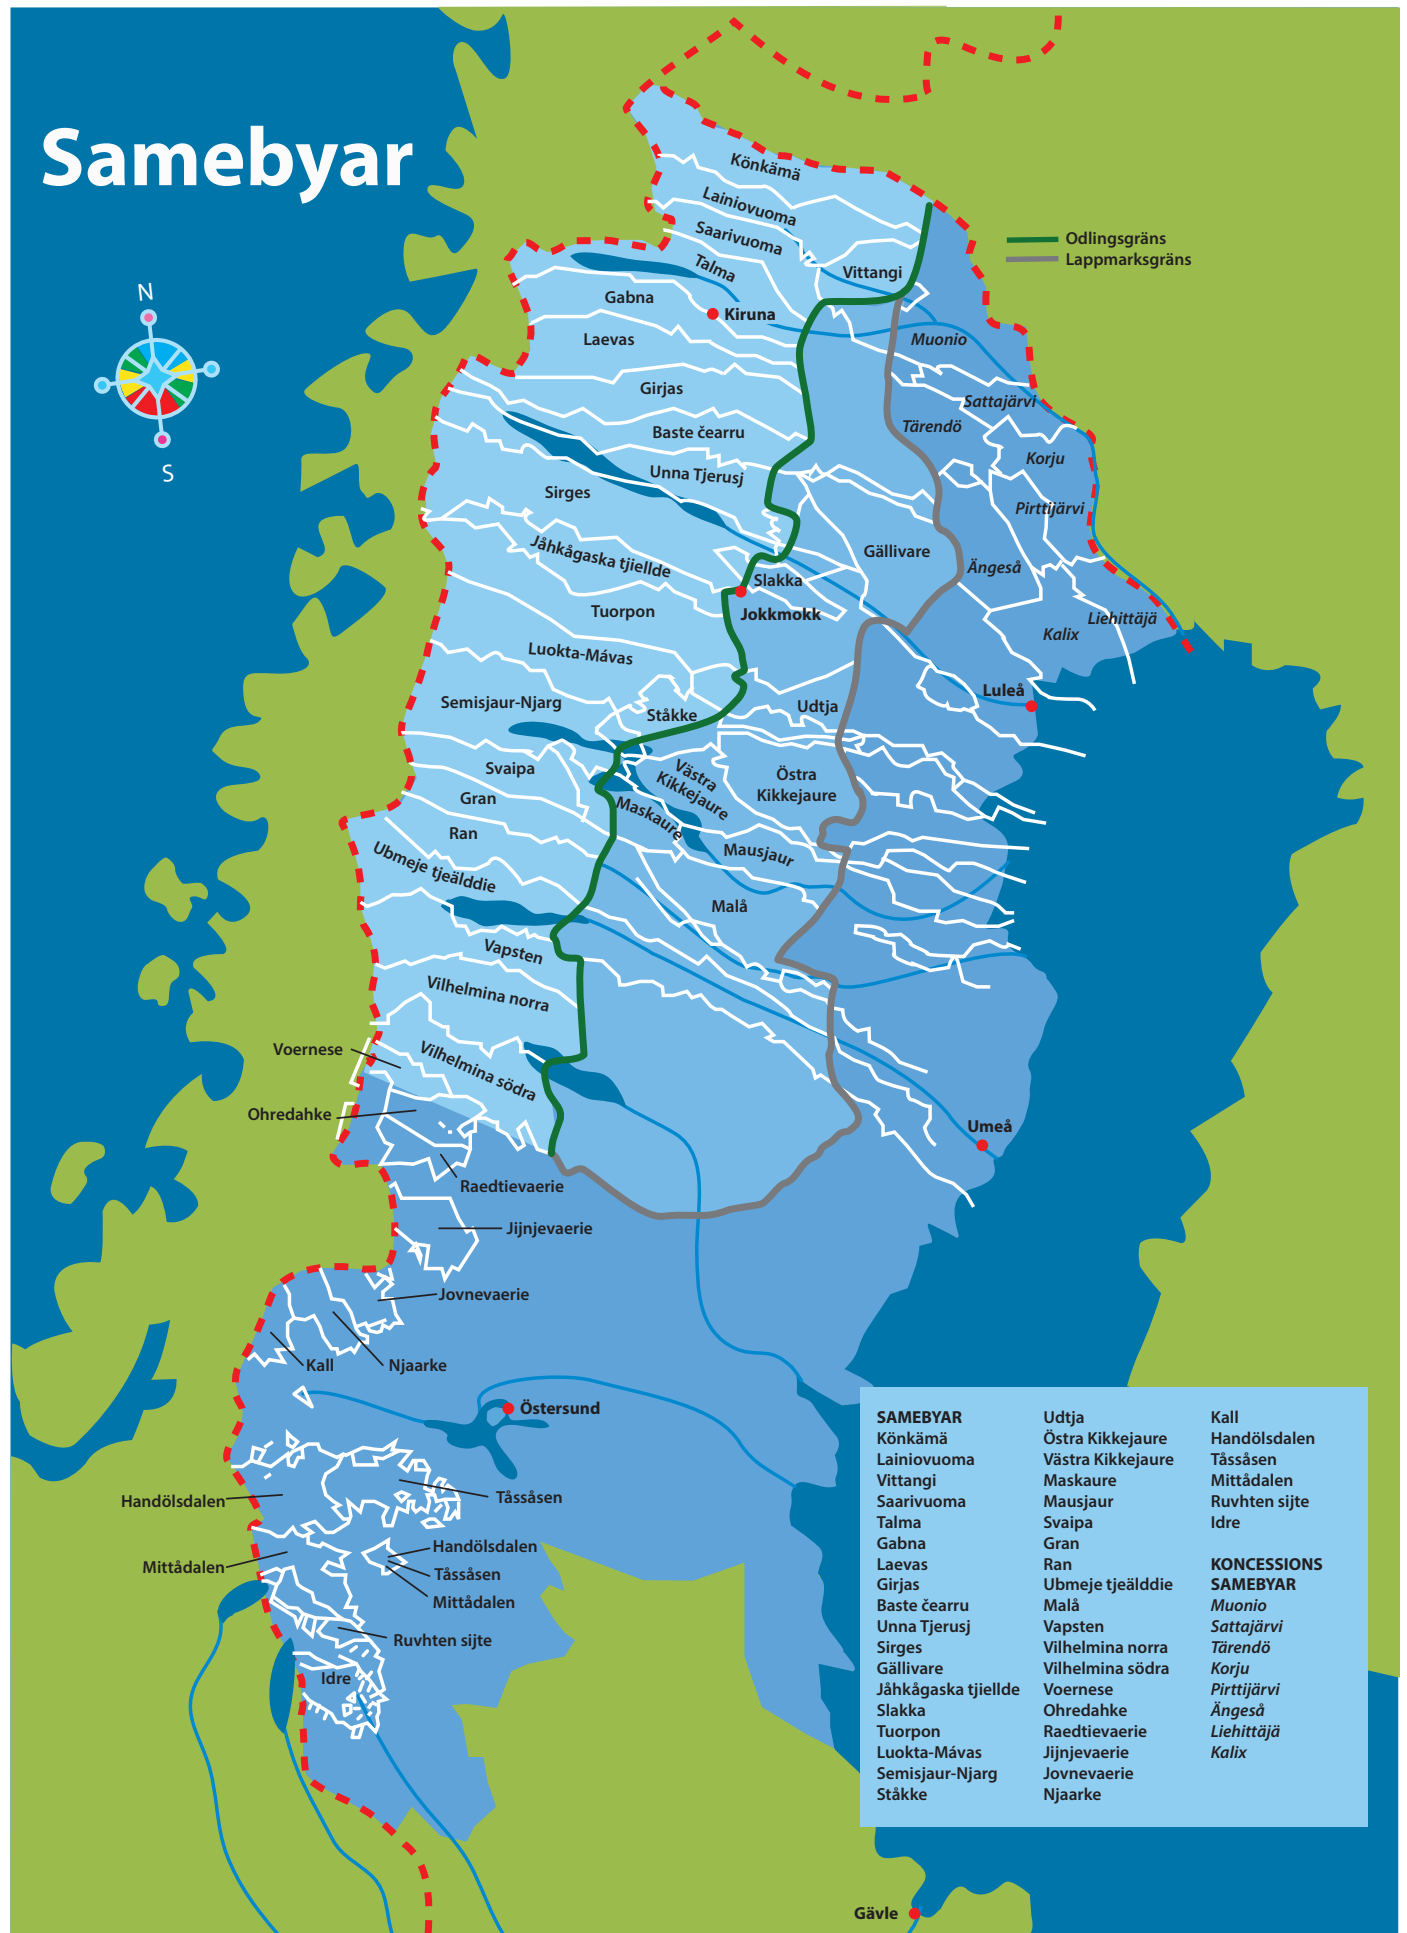 Samebyar
N
S
Odlingsgräns
Lappmarksgräns
Könkämä
Lainiovuoma
Saarivuoma
Talma
Vittangi
Gabna
Kiruna
Laevas
Muonio
Girjas
Sattajärvi
Tärendö
Baste čearru
Korju
Unna Tjerusj
Sirges
Pirttijärvi
Jåhkågaska tjiellde
Gällivare
Ängeså
Slakka
Jokkmokk
Tuorpon
Liehittäjä
Kalix
Luokta-Mávas
Luleå
Semisjaur-Njarg
Ståkke
Udtja
Svaipa
Västra
Kikkejaure
Östra
Kikkejaure
Gran
Maskaure
Ran
Mausjaur
Ubmeje tjeälddie
Malå
Vapsten
Vilhelmina norra
Voernese
Vilhelmina södra
Ohredahke
Umeå
Raedtievaerie
Jijnjevaerie
Jovnevaerie
Kall
Njaarke
Östersund
Handölsdalen
Tåssåsen
Handölsdalen
Mittådalen
Tåssåsen
Mittådalen
Ruvhten sijte
Idre
Gävle
SAMEBYAR
Könkämä
Lainiovuoma
Vittangi
Saarivuoma
Talma
Gabna
Laevas
Girjas
Baste čearru
Unna Tjerusj
Sirges
Gällivare
Jåhkågaska tjiellde
Slakka
Tuorpon
Luokta-Mávas
Semisjaur-Njarg
Ståkke
Udtja
Östra Kikkejaure
Västra Kikkejaure
Maskaure
Mausjaur
Svaipa
Gran
Ran
Ubmeje tjeälddie
Malå
Vapsten
Vilhelmina norra
Vilhelmina södra
Voernese
Ohredahke
Raedtievaerie
Jijnjevaerie
Jovnevaerie
Njaarke
Kall
Handölsdalen
Tåssåsen
Mittådalen
Ruvhten sijte
Idre
KONCESSIONS
SAMEBYAR
Muonio
Sattajärvi
Tärendö
Korju
Pirttijärvi
Ängeså
Liehittäjä
Kalix